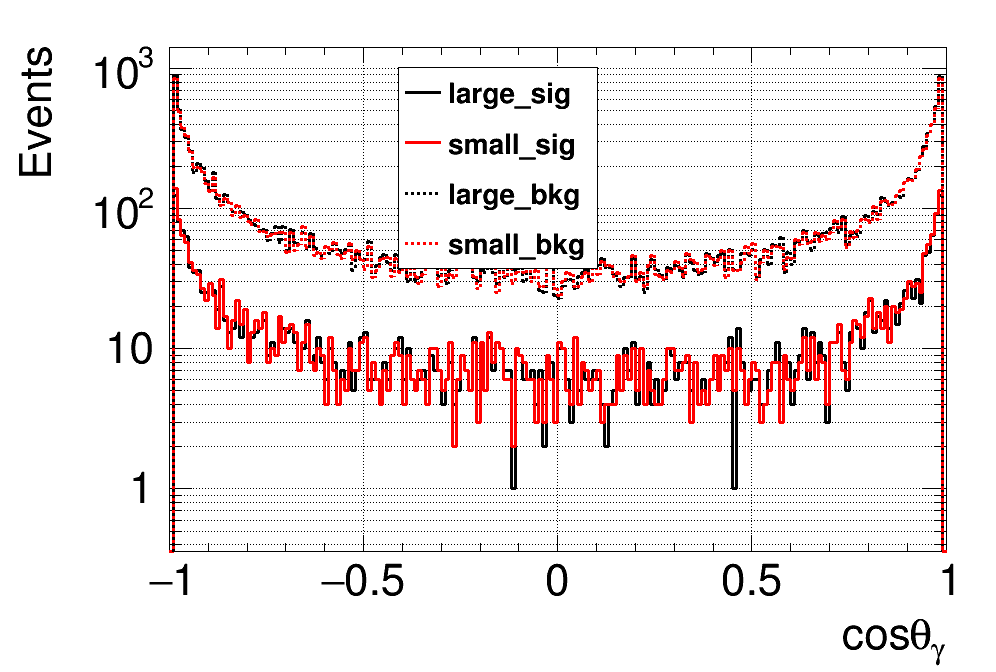 Events
10³
10²
10
1
large_sig
small_sig
large_bkg
small_bkg
−1 −0.5 0 0.5 1
cosθγ